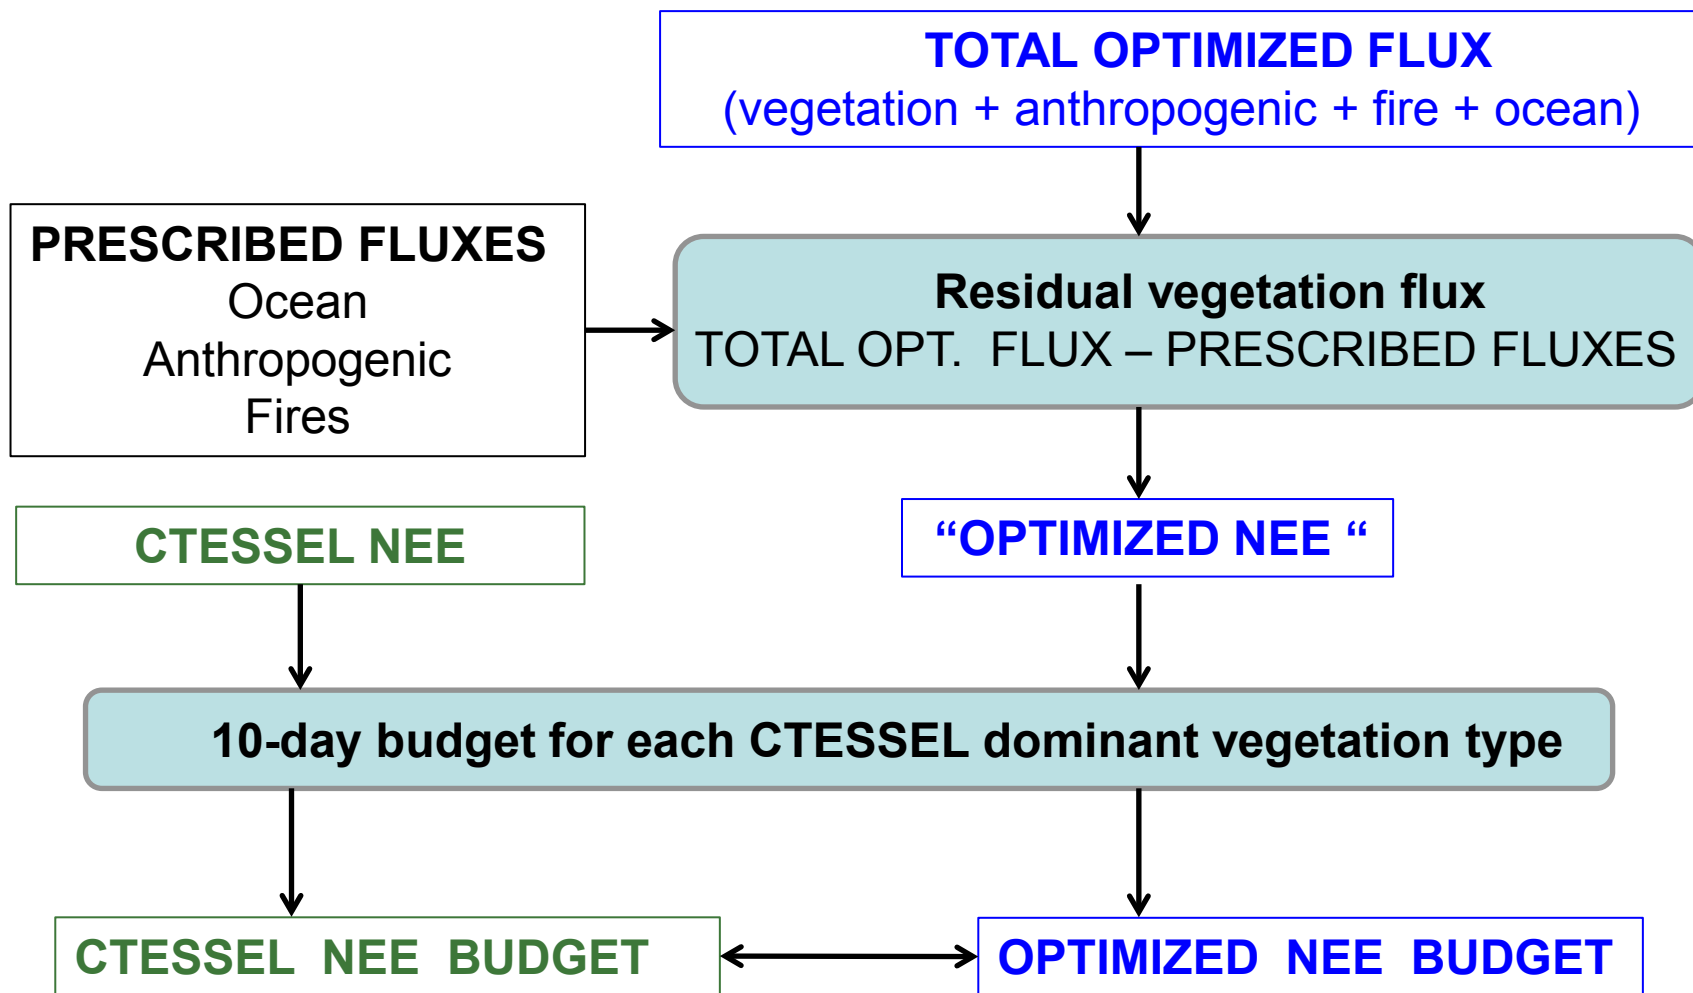 TOTAL OPTIMIZED FLUX
(vegetation + anthropogenic + fire + ocean)
PRESCRIBED FLUXES
Ocean
Anthropogenic
Fires
Residual vegetation flux
TOTAL OPT. FLUX – PRESCRIBED FLUXES
CTESSEL NEE
“OPTIMIZED NEE “
10-day budget for each CTESSEL dominant vegetation type
CTESSEL NEE BUDGET
OPTIMIZED NEE BUDGET